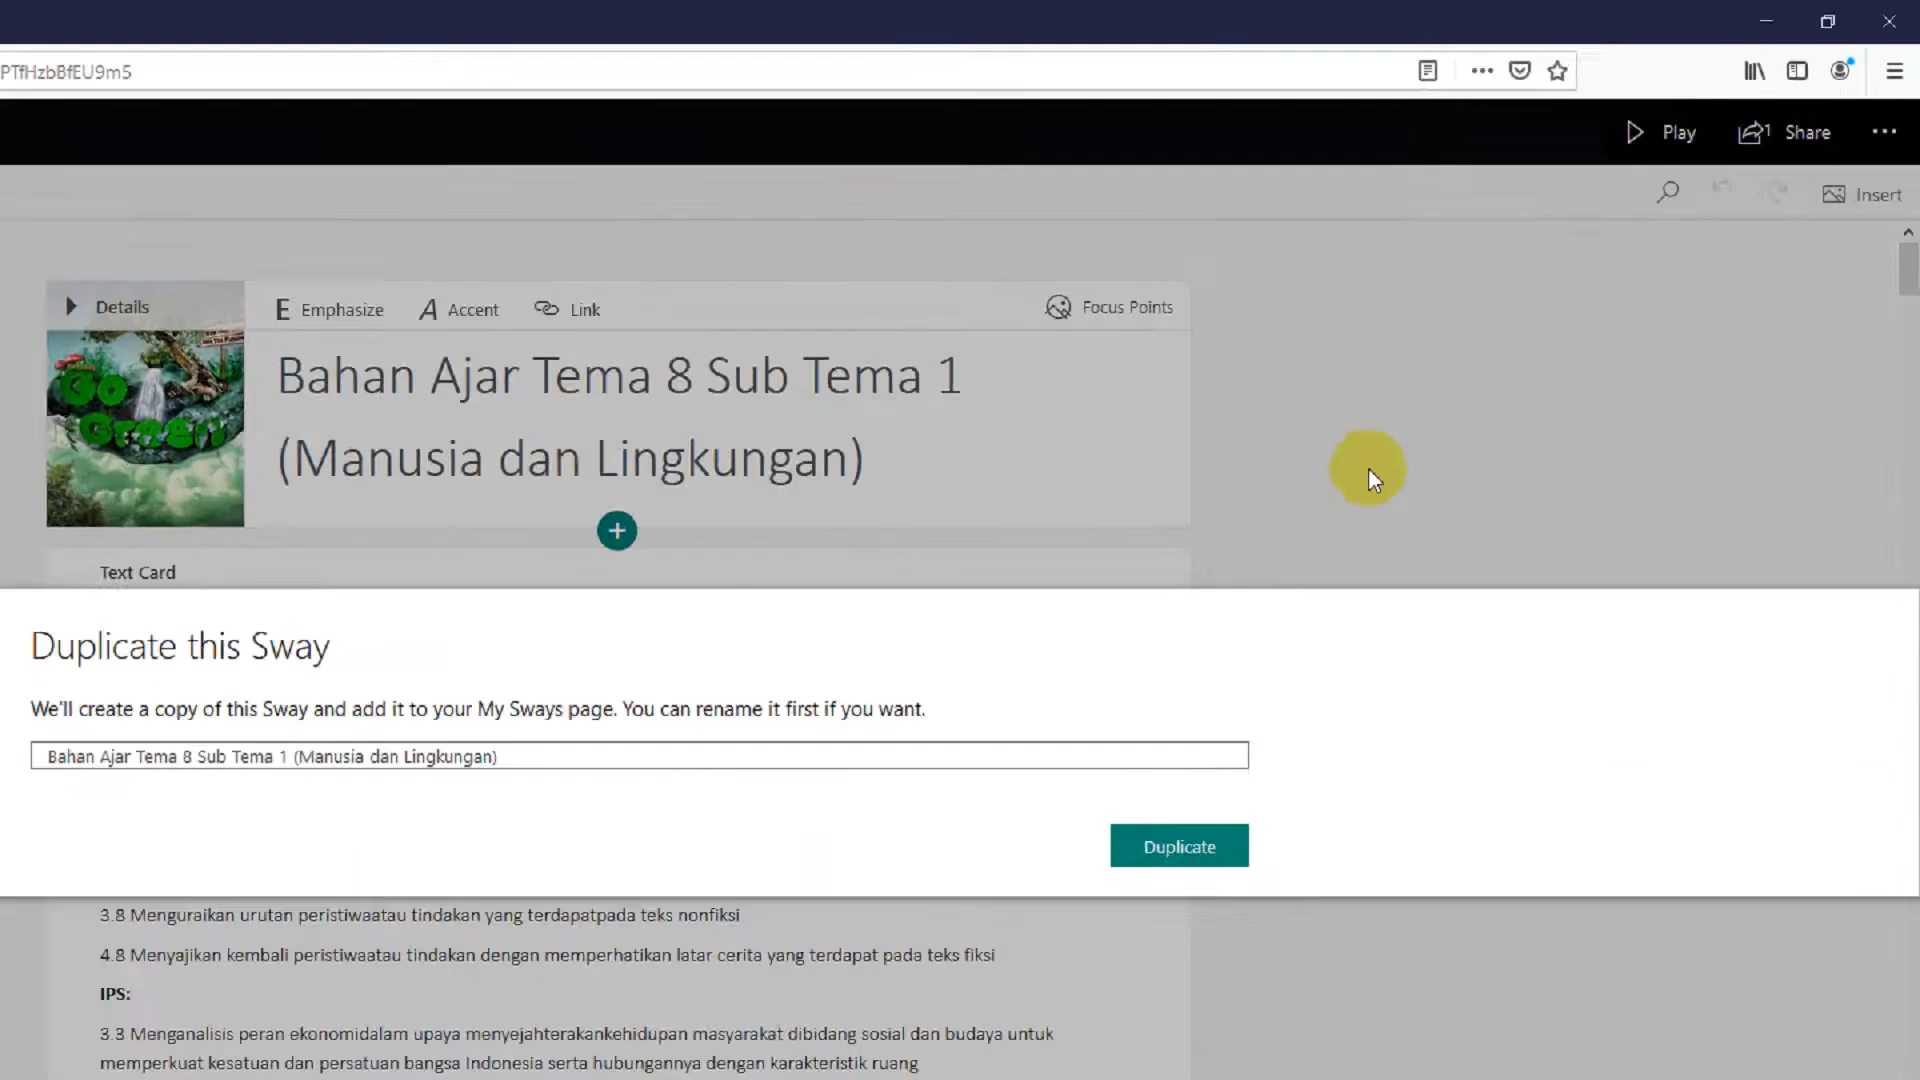 PTfHzbBfEU9m5
Play
1
Share
Insert
Details
E Emphasize
A Accent
Link
Focus Points
Go
Green
Bahan Ajar Tema 8 Sub Tema 1
(Manusia dan Lingkungan)
Text Card
Duplicate this Sway
We'll create a copy of this Sway and add it to your My Sways page. You can rename it first if you want.
Bahan Ajar Tema 8 Sub Tema 1 (Manusia dan Lingkungan)
Duplicate
3.8 Menguraikan urutan peristiwaatau tindakan yang terdapatpada teks nonfiksi
4.8 Menyajikan kembali peristiwaatau tindakan dengan memperhatikan latar cerita yang terdapat pada teks fiksi
IPS:
3.3 Menganalisis peran ekonomidalam upaya menyejahterakankehidupan masyarakat dibidang sosial dan budaya untuk
memperkuat kesatuan dan persatuan bangsa Indonesia serta hubungannya dengan karakteristik ruang